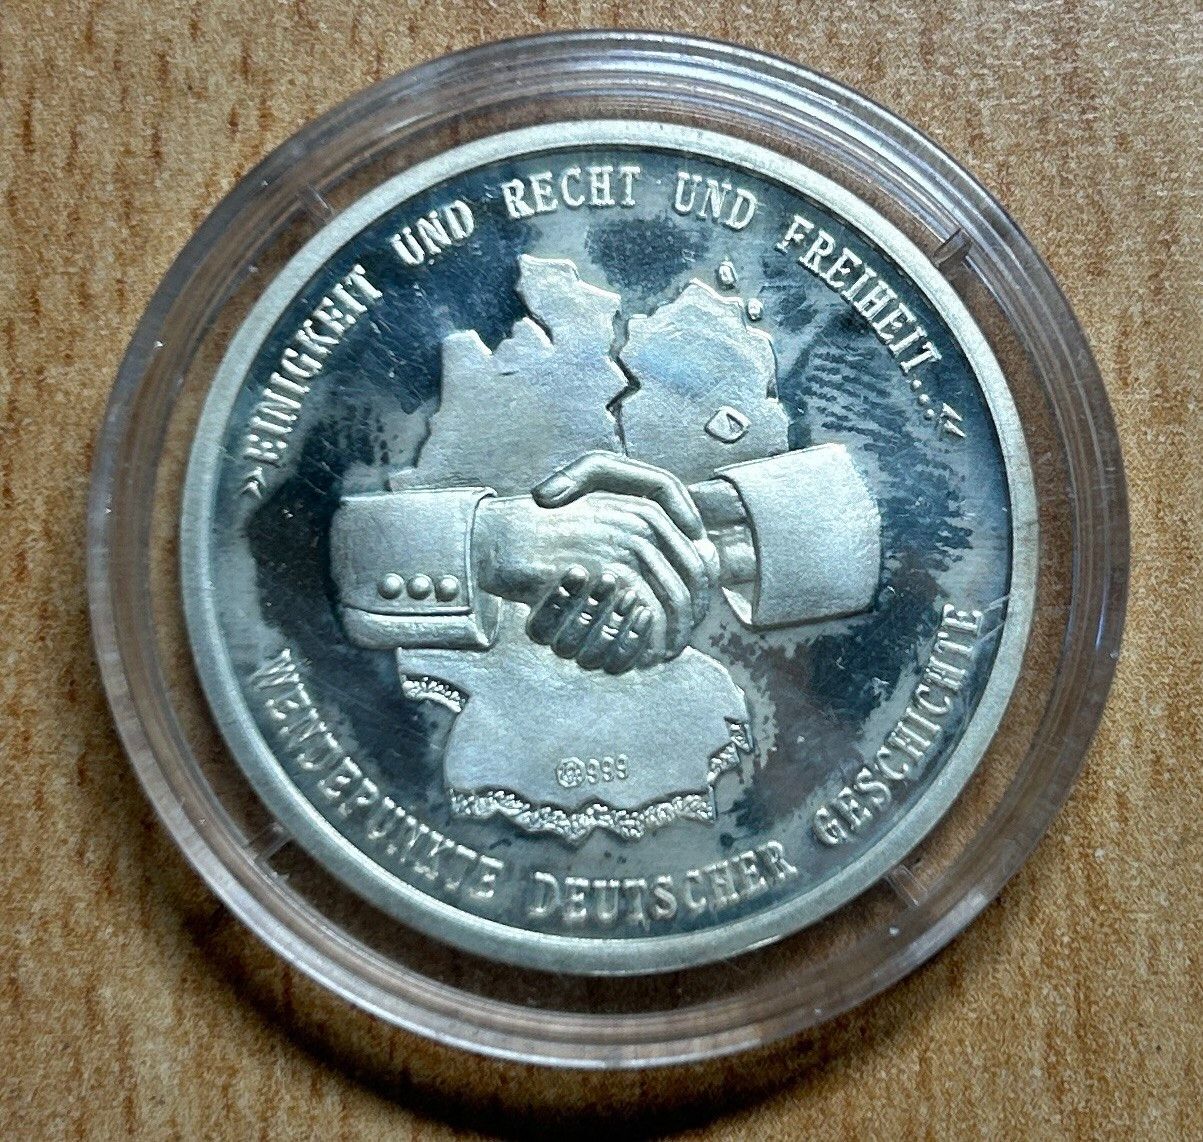 »EINIGKEIT UND RECHT UND FREIHEIT...«
999
WENDEPUNKTE DEUTSCHER GESCHICHTE